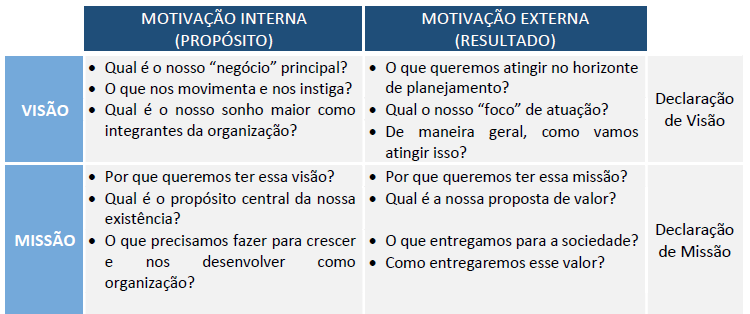 MOTIVAÇÃO INTERNA
(PROPÓSITO)
MOTIVAÇÃO EXTERNA
(RESULTADO)
VISÃO
• Qual é o nosso “negócio” principal?
• O que nos movimenta e nos instiga?
• Qual é o nosso sonho maior como
integrantes da organização?
• O que queremos atingir no horizonte
de planejamento?
• Qual o nosso “foco” de atuação?
• De maneira geral, como vamos
atingir isso?
Declaração
de Visão
MISSÃO
• Por que queremos ter essa visão?
• Qual é o propósito central da nossa
existência?
• O que precisamos fazer para crescer
e nos desenvolver como
organização?
• Por que queremos ter essa missão?
• Qual é a nossa proposta de valor?
• O que entregamos para a sociedade?
• Como entregaremos esse valor?
Declaração
de Missão